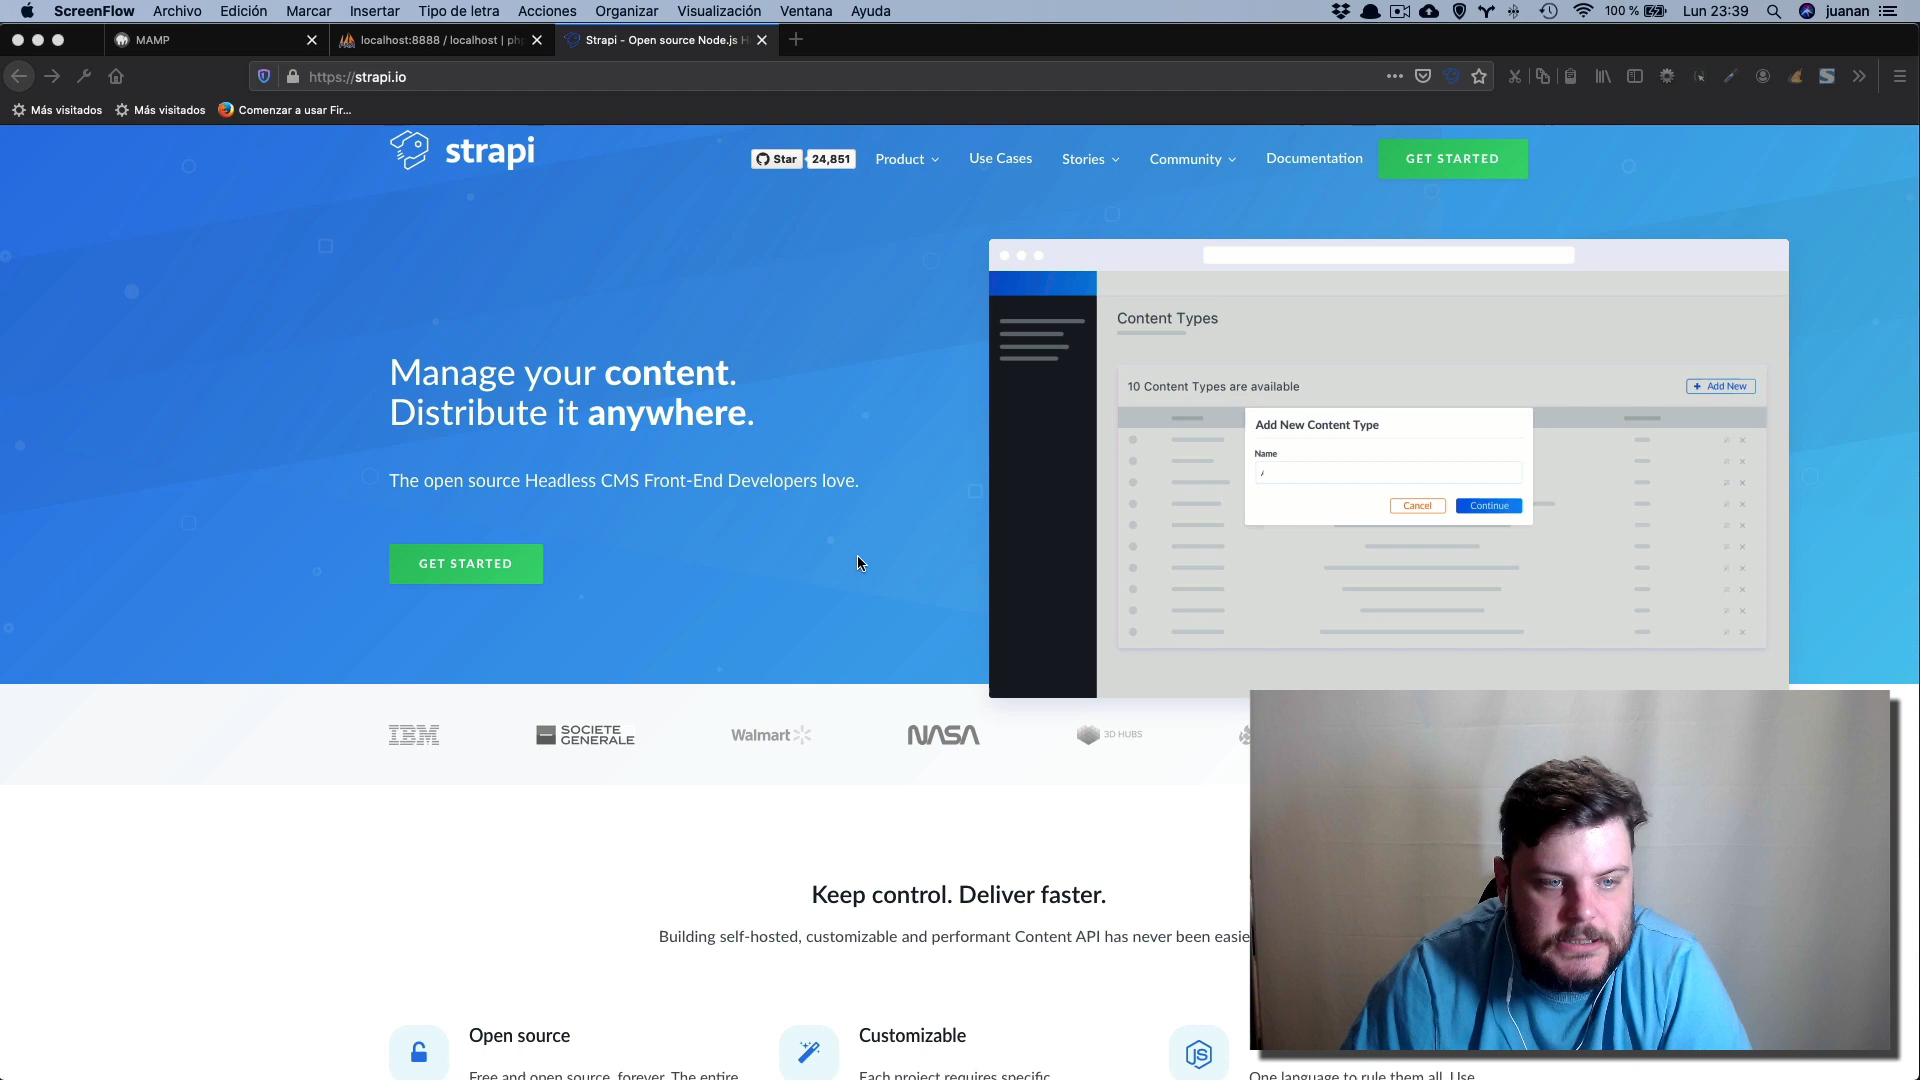 ScreenFlow Archivo Edición Marcar Insertar Tipo de letra Acciones Organizar Visualización Ventana Ayuda 100 % Lun 23:39 juanan
MAMP localhost:8888 / localhost | ph Strapi - Open source Node.js H
https://strapi.io
Más visitados Más visitados Comenzar a usar Fir...
strapi
Star 24,851 Product Use Cases Stories Community Documentation GET STARTED
Content Types
10 Content Types are available
+ Add New
Add New Content Type
Name
Cancel Continue
Manage your content.
Distribute it anywhere.
The open source Headless CMS Front-End Developers love.
GET STARTED
IBM SOCIETE GENERALE Walmart NASA 3D HUBS
Keep control. Deliver faster.
Building self-hosted, customizable and performant Content API has never been easie
Open source Customizable JS
Free and open source, forever. The entire Each project requires specific One language to rule them all. Use